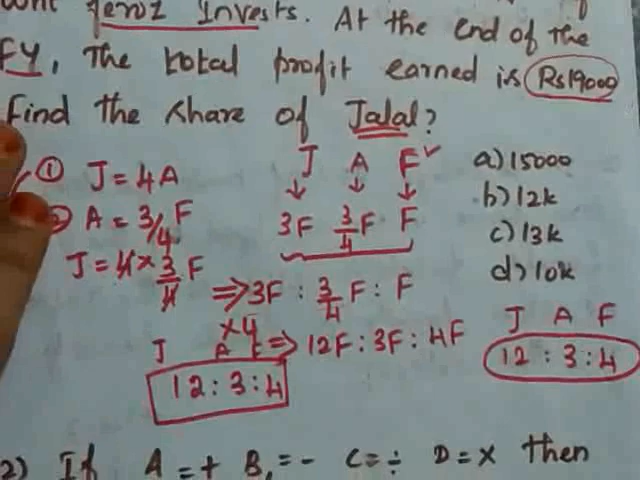 Feroz Invests. At the end of the
FY, The total profit earned is Rs19000
Find the share of Jalal?
① J = 4A
A = 3/4 F
J = 4 × 3/4 F
J A F ✓
↓ ↓ ↓
3F 3/4F F
⇒ 3F : 3/4 F : F
×4
⇒ 12F : 3F : 4F
J A F
12 : 3 : 4
a) 15000
b) 12k
c) 13k
d) 10k
J A F
12 : 3 : 4
2) If A = + B = - C = ÷ D = × then